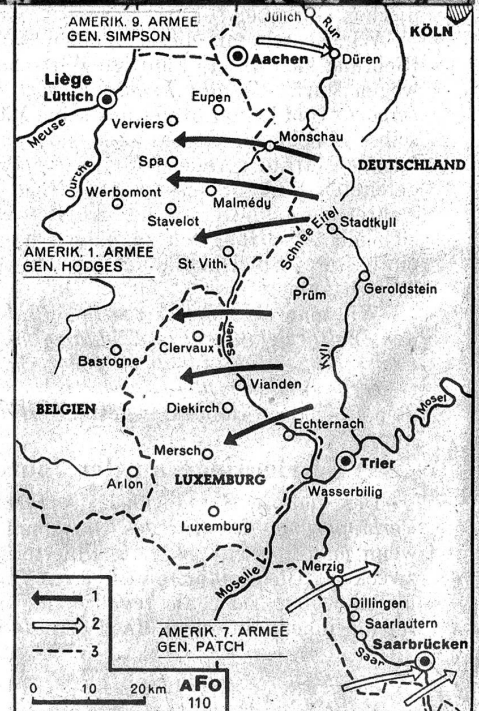 AMERIK. 9. ARMEE
GEN. SIMPSON
Jülich
Rur
KÖLN
Aachen
Düren
Liège
Lüttich
Eupen
Verviers
Meuse
Monschau
Spa
DEUTSCHLAND
Ourthe
Werbomont
Malmédy
Stavelot
Schnee Eifel
Stadtkyll
AMERIK. 1. ARMEE
GEN. HODGES
St. Vith.
Prüm
Geroldstein
Sauer
Clervaux
Bastogne
Kyll
Vianden
BELGIEN
Diekirch
Mosel
Echternach
Mersch
Trier
Arlon
LUXEMBURG
Wasserbilig
Luxemburg
Moselle
Merzig
1
2
3
Dillingen
Saarlautern
AMERIK. 7. ARMEE
GEN. PATCH
Saar
Saarbrücken
0 10 20 km
AFO
110